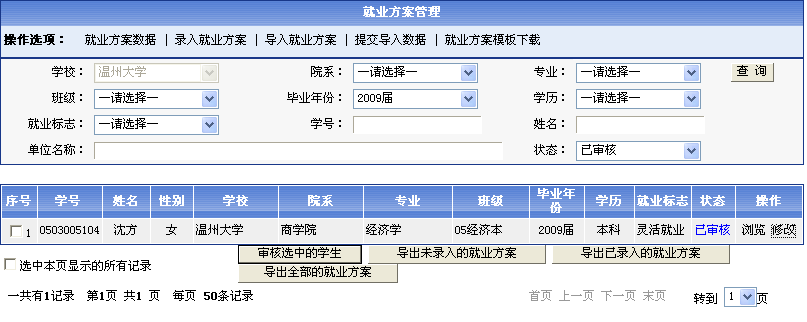 就业方案管理
操作选项： 就业方案数据 | 录入就业方案 | 导入就业方案 | 提交导入数据 | 就业方案模板下载
学校： 温州大学 院系： 一请选择一 专业： 一请选择一 查 询
班级： 一请选择一 毕业年份： 2009届 学历： 一请选择一
就业标志： 一请选择一 学号： 姓名：
单位名称： 状态： 已审核
序号 学号 姓名 性别 学校 院系 专业 班级 毕业年份 学历 就业标志 状态 操作
1 0503005104 沈方 女 温州大学 商学院 经济学 05经济本 2009届 本科 灵活就业 已审核 浏览 修改
选中本页显示的所有记录 审核选中的学生 导出未录入的就业方案 导出已录入的就业方案
导出全部的就业方案
一共有1记录 第1页 共1 页 每页 50条记录 首页 上一页 下一页 末页 转到 1 页